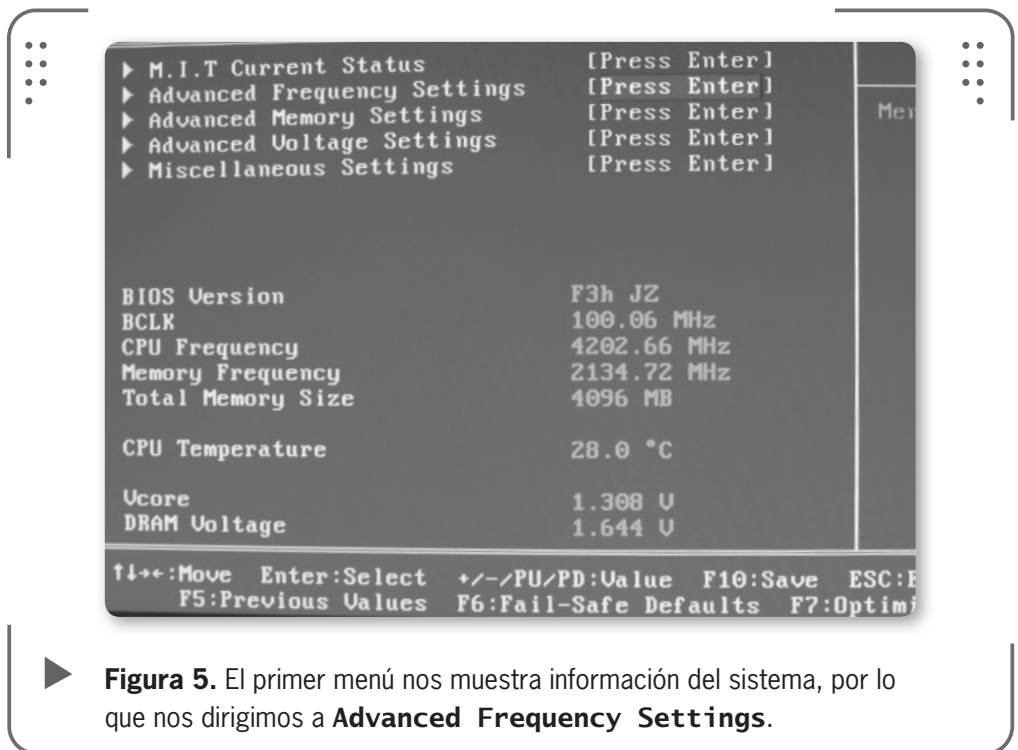 ▶ M.I.T Current Status [Press Enter]
▶ Advanced Frequency Settings [Press Enter]
▶ Advanced Memory Settings [Press Enter]
▶ Advanced Voltage Settings [Press Enter]
▶ Miscellaneous Settings [Press Enter]
BIOS Version F3h JZ
BCLK 100.06 MHz
CPU Frequency 4202.66 MHz
Memory Frequency 2134.72 MHz
Total Memory Size 4096 MB
CPU Temperature 28.0 °C
Vcore 1.308 V
DRAM Voltage 1.644 V
↑↓→←:Move Enter:Select +/-/PU/PD:Value F10:Save
F5:Previous Values F6:Fail-Safe Defaults
Figura 5. El primer menú nos muestra información del sistema, por lo
que nos dirigimos a Advanced Frequency Settings.